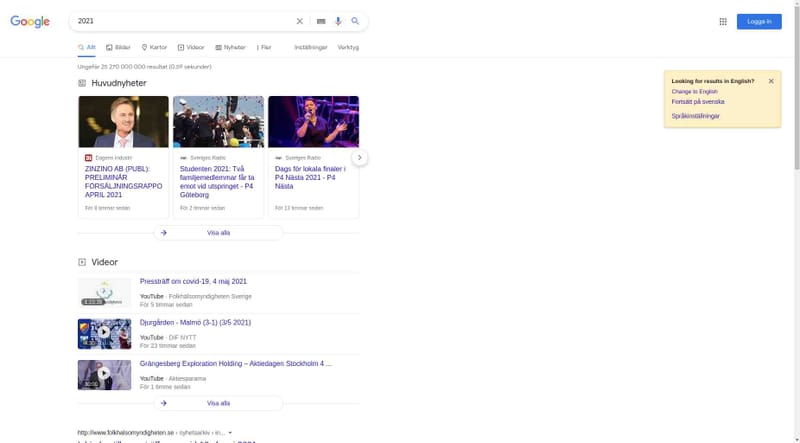 Google
2021
Logga in
Allt
Bilder
Kartor
Videor
Nyheter
Fler
Inställningar
Verktyg
Ungefär 25 270 000 000 resultat (0,69 sekunder)
Looking for results in English?
Change to English
Fortsätt på svenska
Språkinställningar
Huvudnyheter
Dagens industri
ZINZINO AB (PUBL):
PRELIMINÄR
FÖRSÄLJNINGSRAPPO
APRIL 2021
För 8 timmar sedan
Sveriges Radio
Studenten 2021: Två
familjemedlemmar får ta
emot vid utspringet - P4
Göteborg
För 2 timmar sedan
Sveriges Radio
Dags för lokala finaler i
P4 Nästa 2021 - P4
Nästa
För 13 timmar sedan
Visa alla
Videor
Pressträff om covid-19, 4 maj 2021
YouTube · Folkhälsomyndigheten Sverige
För 5 timmar sedan
Djurgården - Malmö (3-1) (3/5 2021)
YouTube · DIF NYTT
För 23 timmar sedan
30:00
Grängesberg Exploration Holding – Aktiedagen Stockholm 4 ...
YouTube · Aktiespararna
För 1 timme sedan
Visa alla
http://www.folkhalsomyndigheten.se › nyhetsarkiv › m...